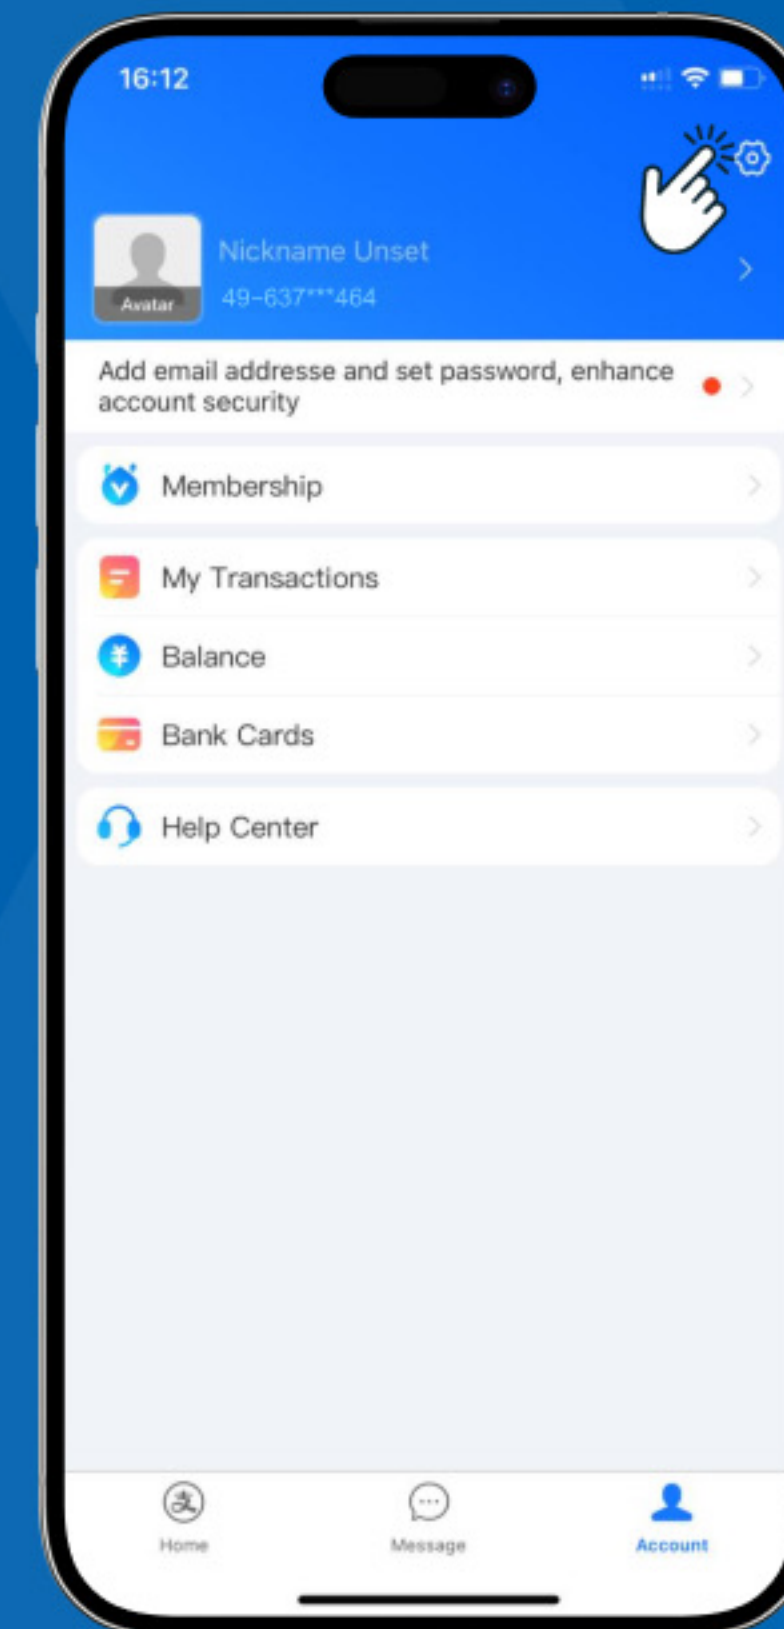 16:12
Nickname Unset
Avatar
49-637***464
Add email addresse and set password, enhance
account security
Membership
My Transactions
¥
Balance
Bank Cards
Help Center
支
Home
Message
Account